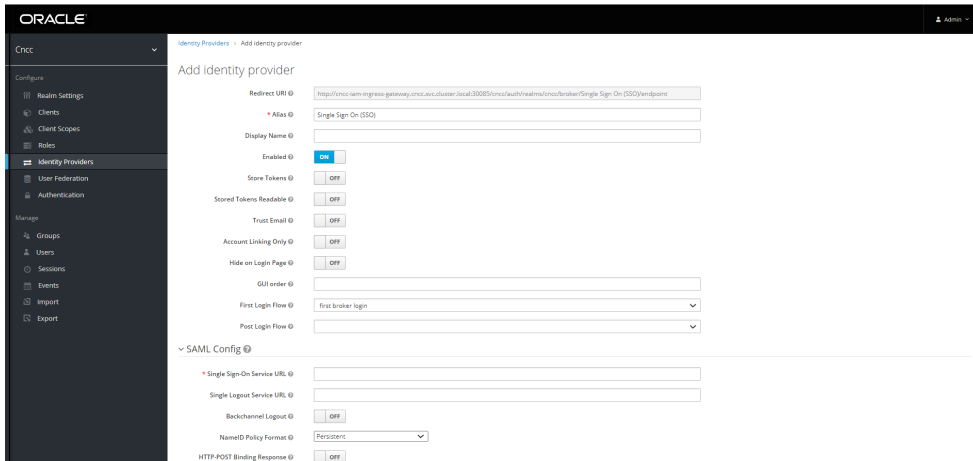 ORACLE
Admin
Cncc
Configure
Realm Settings
Clients
Client Scopes
Roles
Identity Providers
User Federation
Authentication
Manage
Groups
Users
Sessions
Events
Import
Export
Identity Providers > Add identity provider
Add identity provider
Redirect URI
http://cncc-iam-ingress-gateway.cncc.svc.cluster.local:30085/cncc/auth/realms/cncc/broker/Single Sign On (SSO)/endpoint
* Alias
Single Sign On (SSO)
Display Name
Enabled ON
Store Tokens OFF
Stored Tokens Readable OFF
Trust Email OFF
Account Linking Only OFF
Hide on Login Page OFF
GUI order
First Login Flow first broker login
Post Login Flow
SAML Config
* Single Sign-On Service URL
Single Logout Service URL
Backchannel Logout OFF
NameID Policy Format Persistent
HTTP-POST Binding Response OFF